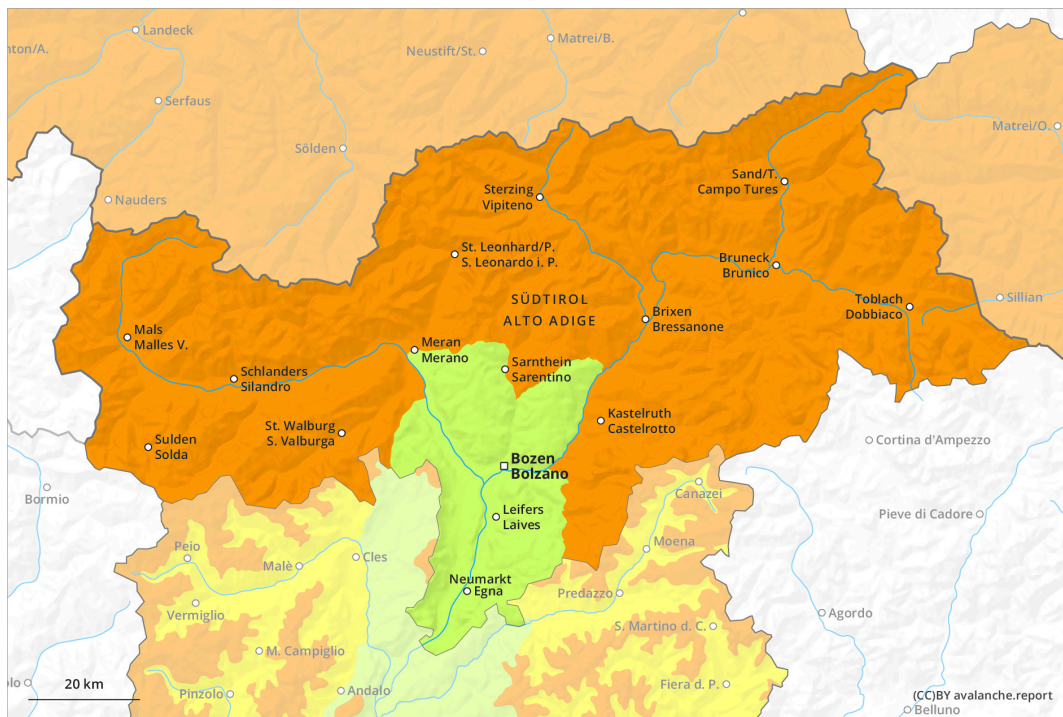 Landeck
nton/A.
Neustift/St.
Matrei/B.
Serfaus
Matrei/O.
Sölden
Nauders
Sand/T.
Campo Tures
Sterzing
Vipiteno
St. Leonhard/P.
S. Leonardo i. P.
Bruneck
Brunico
SÜDTIROL
ALTO ADIGE
Toblach
Dobbiaco
Sillian
Brixen
Bressanone
Mals
Malles V.
Meran
Merano
Sarnthein
Sarentino
Schlanders
Silandro
Kastelruth
Castelrotto
St. Walburg
S. Valburga
Sulden
Solda
Cortina d'Ampezzo
Bozen
Bolzano
Bormio
Canazei
Leifers
Laives
Pieve di Cadore
Peio
Cles
Moena
Malè
Neumarkt
Egna
Predazzo
Vermiglio
Agordo
S. Martino d. C.
M. Campiglio
20 km
Pinzolo
Andalo
Fiera d. P.
olo
(CC)BY avalanche.report
Belluno